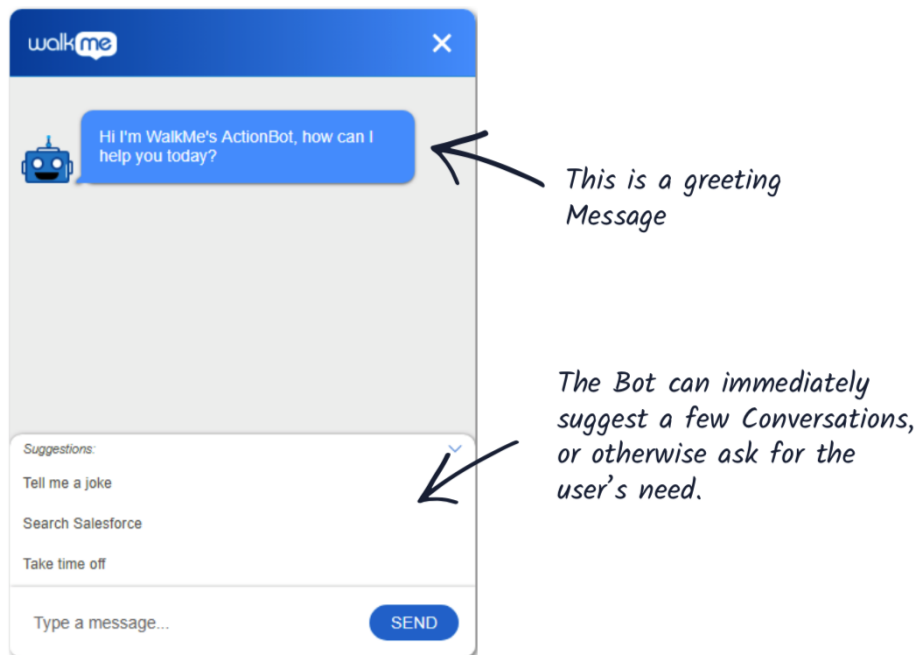 walkme
Hi I'm WalkMe's ActionBot, how can I
help you today?
This is a greeting
Message
The Bot can immediately
suggest a few Conversations,
or otherwise ask for the
user's need.
Suggestions:
Tell me a joke
Search Salesforce
Take time off
Type a message...
SEND